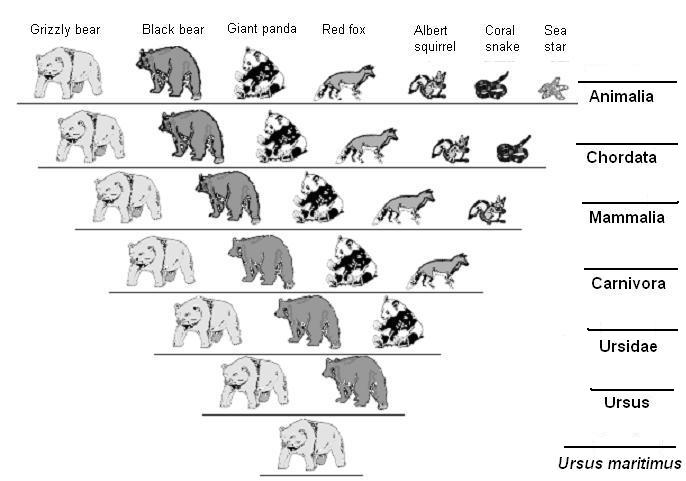 Grizzly bear Black bear Giant panda Red fox Albert Coral Sea
squirrel snake star
Animalia
Chordata
Mammalia
Carnivora
Ursidae
Ursus
Ursus maritimus